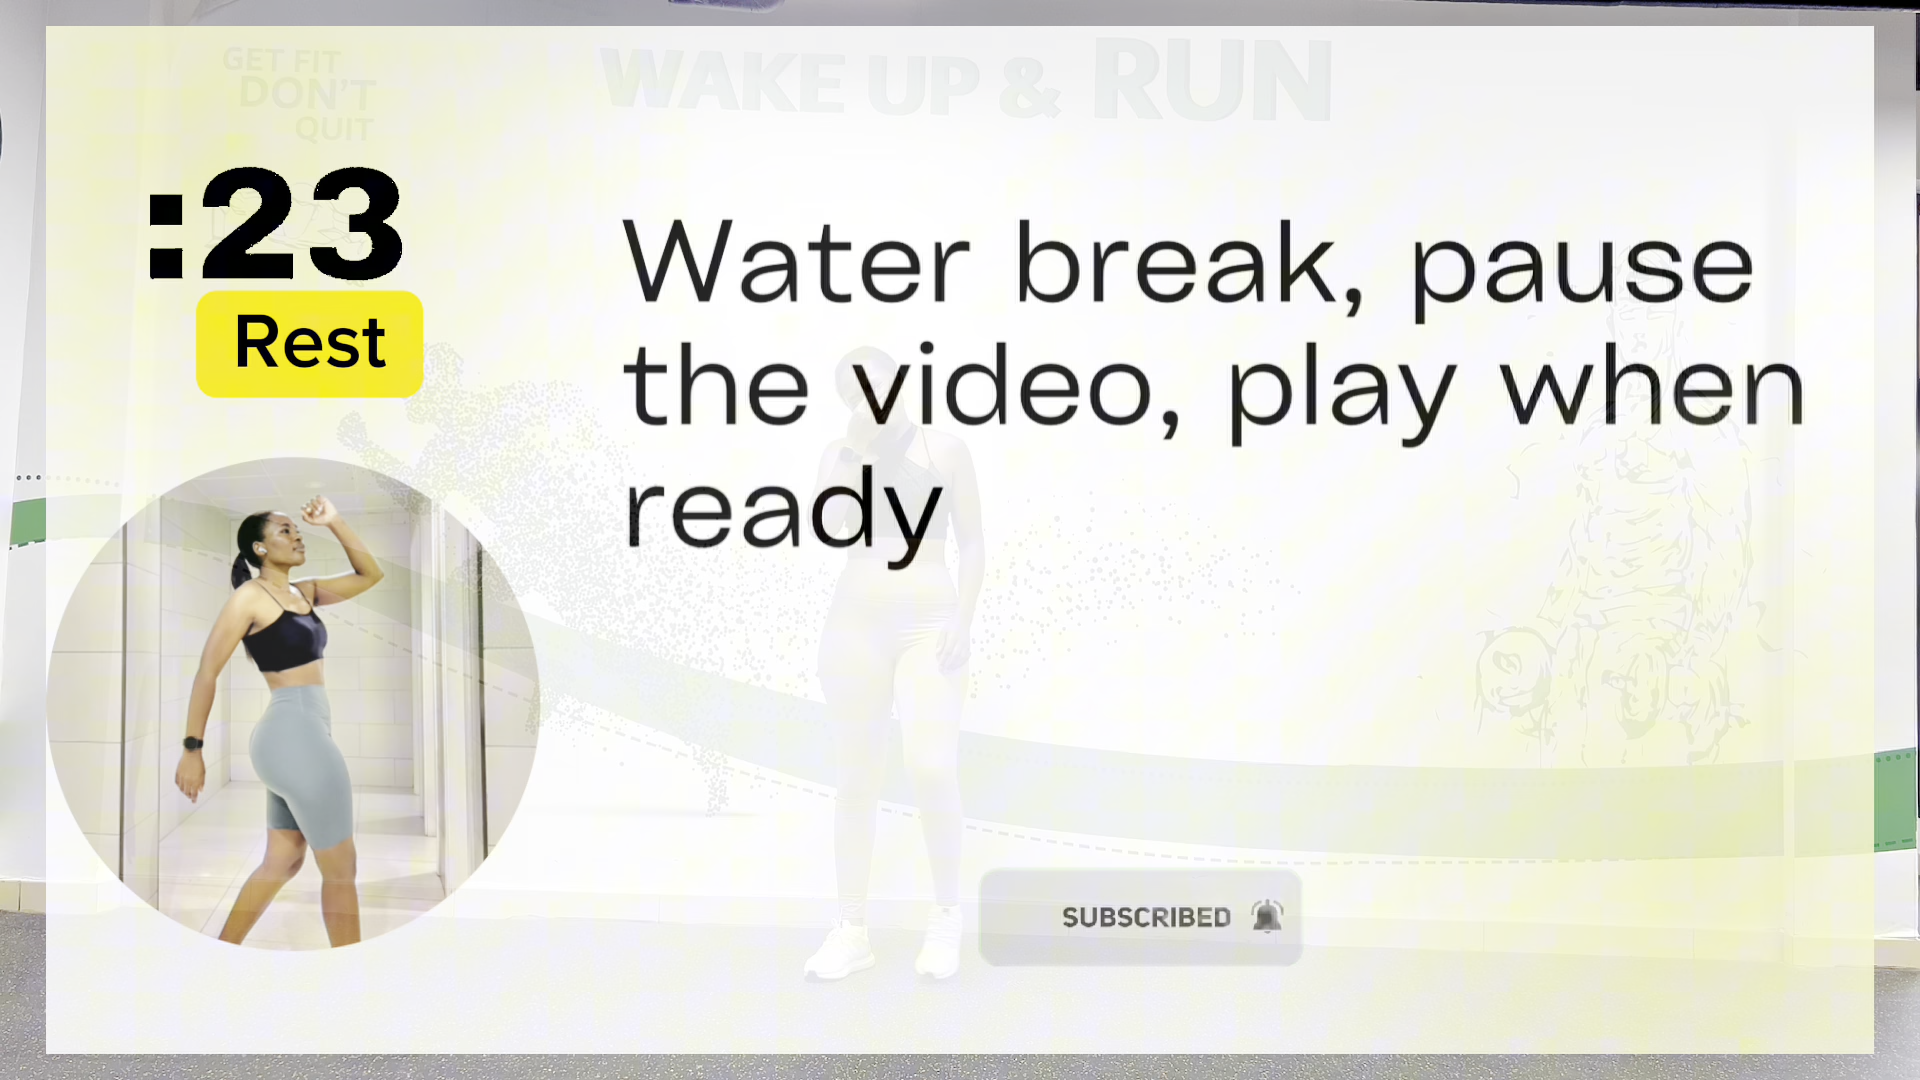 GET FIT
DON'T
QUIT
WAKE UP & RUN
:23
Rest
Water break, pause
the video, play when
ready
SUBSCRIBED